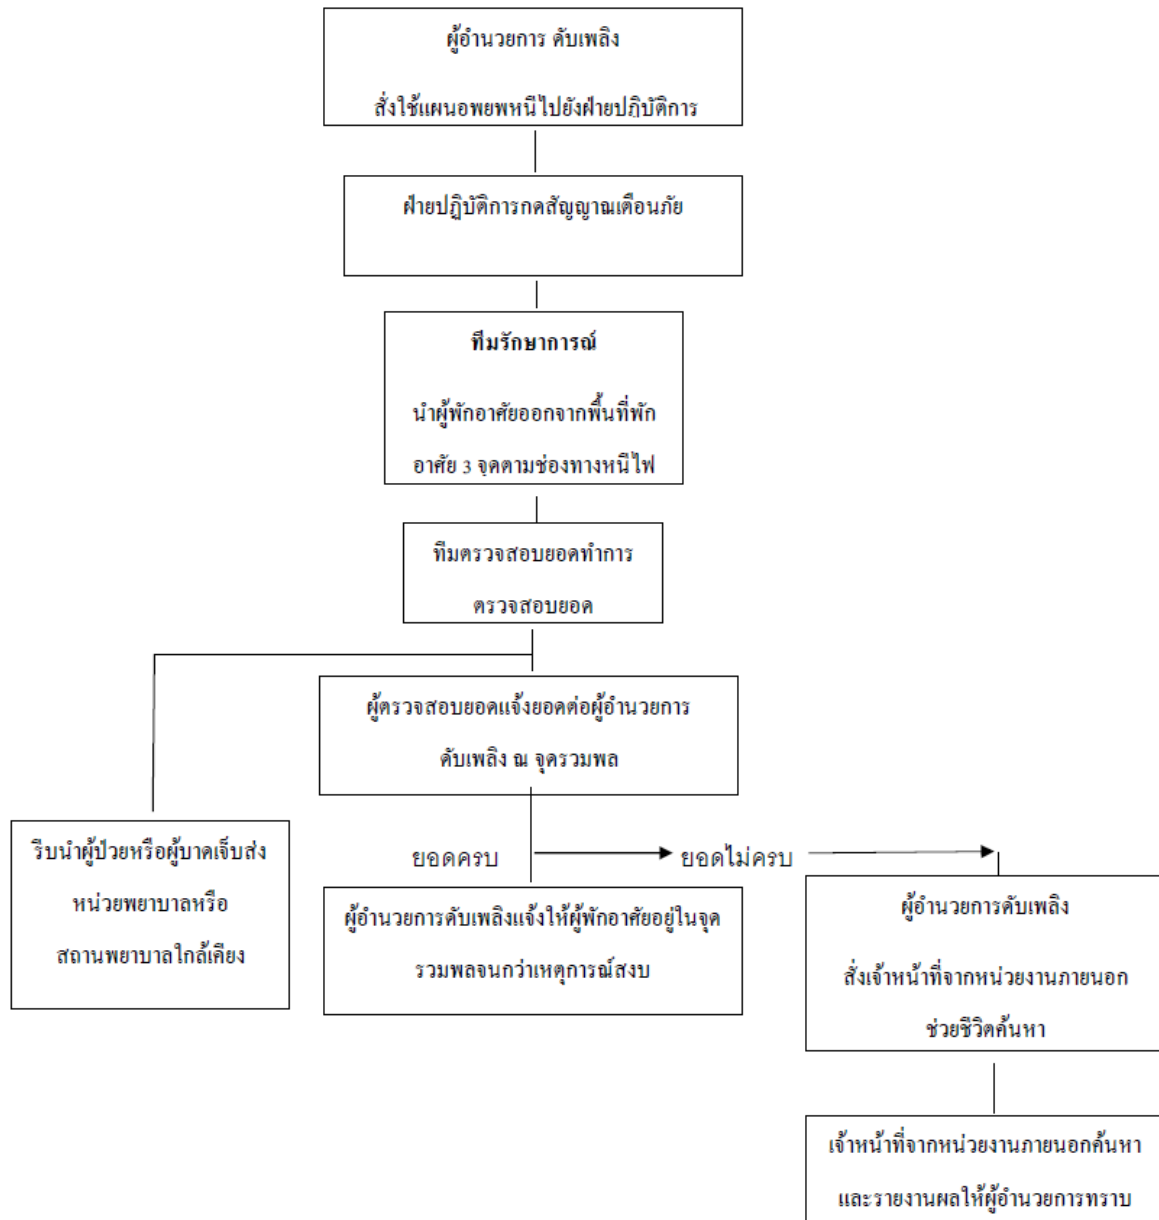 ผู้อำนวยการ ดับเพลิง
สั่งใช้แผนอพยพหนีไปยังฝ่ายปฏิบัติการ
ฝ่ายปฏิบัติการกดสัญญาณเตือนภัย
ทีมรักษาการณ์
นำผู้พักอาศัยออกจากพื้นที่พัก
อาศัย 3 จุดตามช่องทางหนีไฟ
ทีมตรวจสอบยอดทำการ
ตรวจสอบยอด
ผู้ตรวจสอบยอดแจ้งยอดต่อผู้อำนวยการ
ดับเพลิง ณ จุดรวมพล
รีบนำผู้ป่วยหรือผู้บาดเจ็บส่ง
หน่วยพยาบาลหรือ
สถานพยาบาลใกล้เคียง
ยอดครบ
ยอดไม่ครบ
ผู้อำนวยการดับเพลิงแจ้งให้ผู้พักอาศัยอยู่ในจุด
รวมพลจนกว่าเหตุการณ์สงบ
ผู้อำนวยการดับเพลิง
สั่งเจ้าหน้าที่จากหน่วยงานภายนอก
ช่วยชีวิตค้นหา
เจ้าหน้าที่จากหน่วยงานภายนอกค้นหา
และรายงานผลให้ผู้อำนวยการทราบ